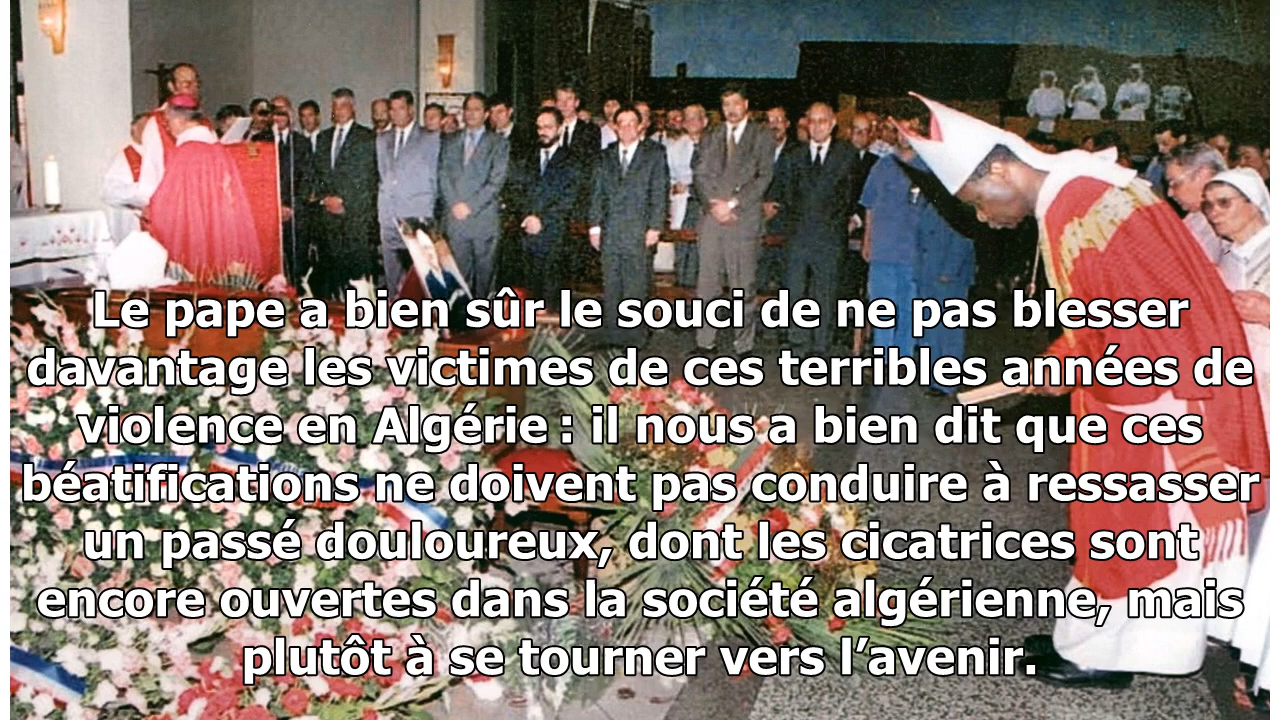 Le pape a bien sûr le souci de ne pas blesser
davantage les victimes de ces terribles années de
violence en Algérie : il nous a bien dit que ces
béatifications ne doivent pas conduire à ressasser
un passé douloureux, dont les cicatrices sont
encore ouvertes dans la société algérienne, mais
plutôt à se tourner vers l’avenir.